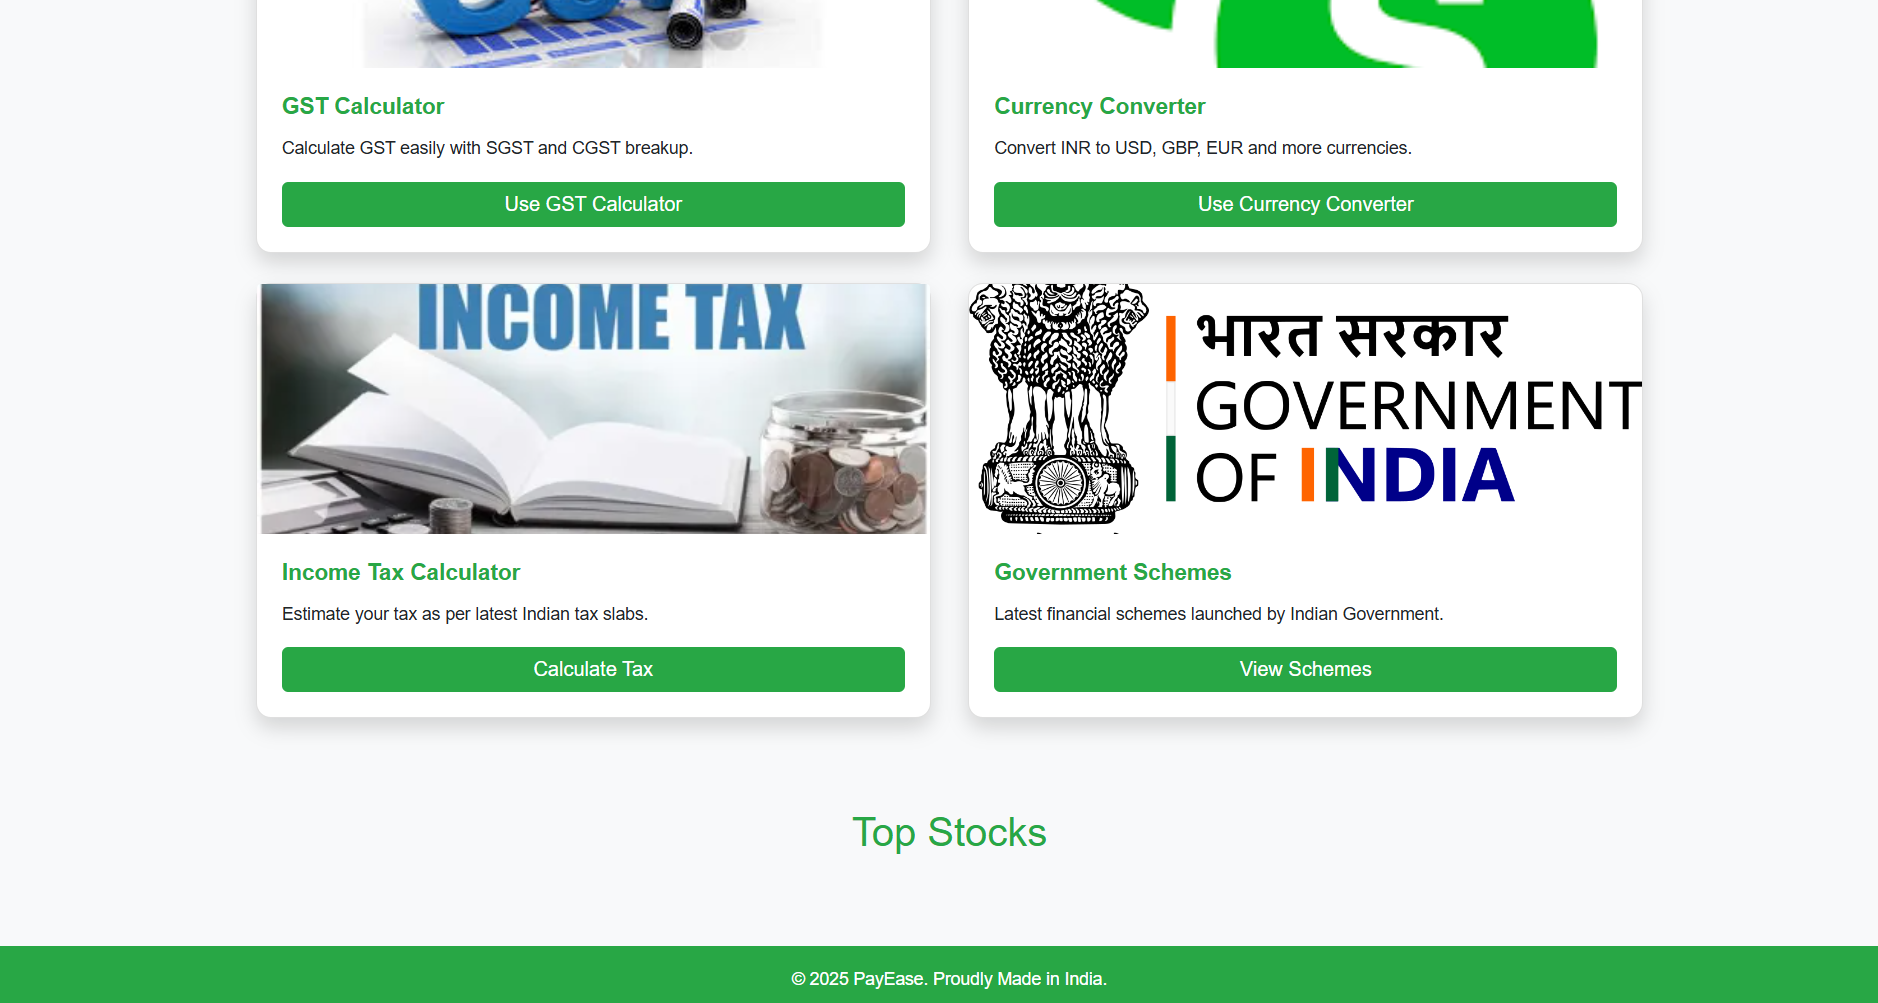 GST Calculator
Calculate GST easily with SGST and CGST breakup.
Use GST Calculator
Currency Converter
Convert INR to USD, GBP, EUR and more currencies.
Use Currency Converter
INCOME TAX
Income Tax Calculator
Estimate your tax as per latest Indian tax slabs.
Calculate Tax
भारत सरकार
GOVERNMENT
OF INDIA
Government Schemes
Latest financial schemes launched by Indian Government.
View Schemes
Top Stocks
© 2025 PayEase. Proudly Made in India.